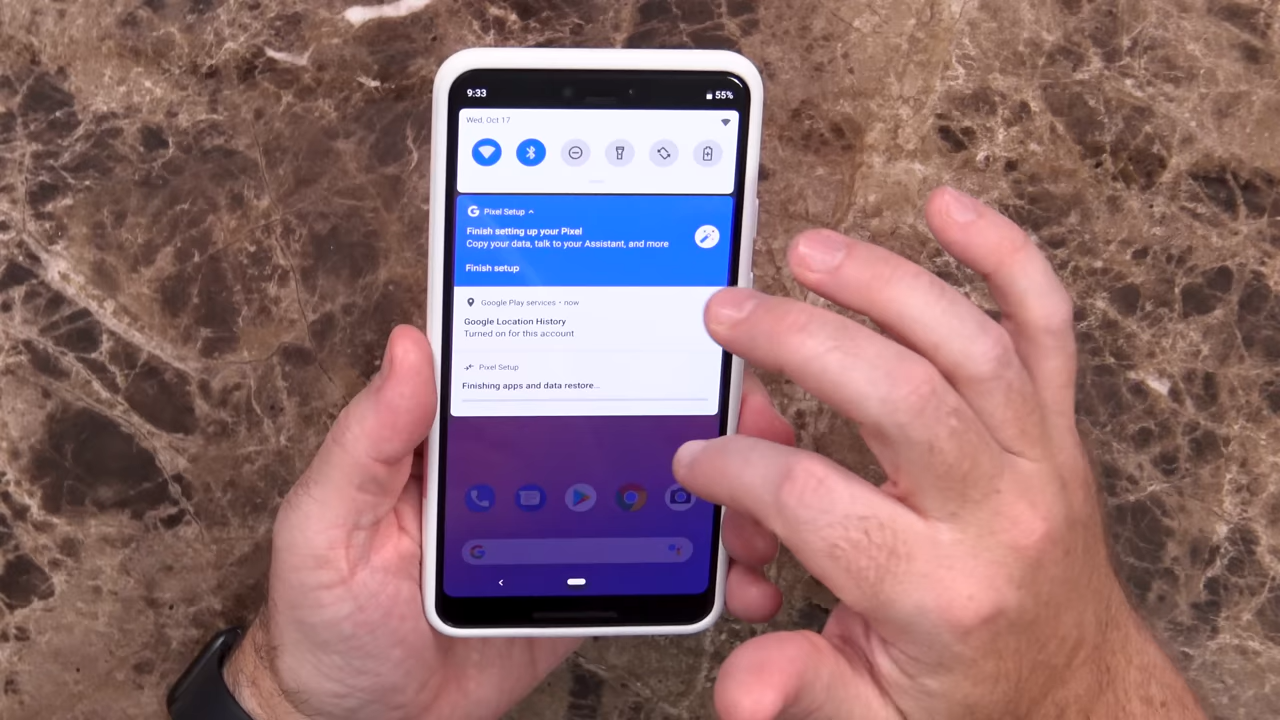 9:33
55%
Wed, Oct 17
Pixel Setup
Finish setting up your Pixel
Copy your data, talk to your Assistant, and more
Finish setup
Google Play services • now
Google Location History
Turned on for this account
Pixel Setup
Finishing apps and data restore...